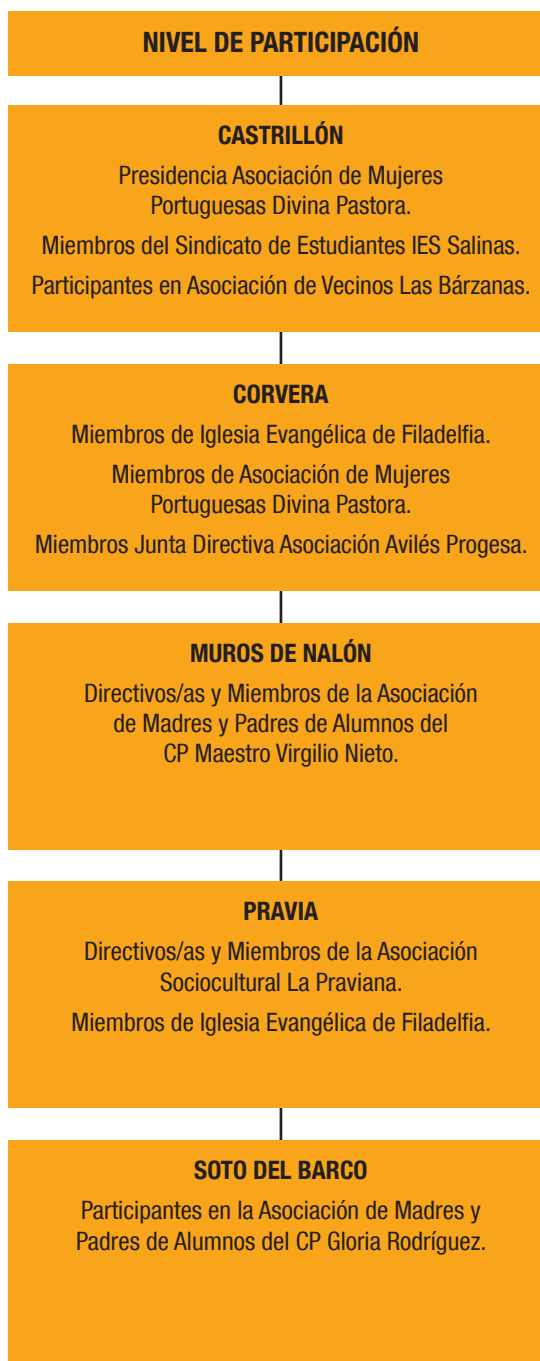 NIVEL DE PARTICIPACIÓN
CASTRILLÓN
Presidencia Asociación de Mujeres
Portuguesas Divina Pastora.
Miembros del Sindicato de Estudiantes IES Salinas.
Participantes en Asociación de Vecinos Las Bárzanas.
CORVERA
Miembros de Iglesia Evangélica de Filadelfia.
Miembros de Asociación de Mujeres
Portuguesas Divina Pastora.
Miembros Junta Directiva Asociación Avilés Progesa.
MUROS DE NALÓN
Directivos/as y Miembros de la Asociación
de Madres y Padres de Alumnos del
CP Maestro Virgilio Nieto.
PRAVIA
Directivos/as y Miembros de la Asociación
Sociocultural La Praviana.
Miembros de Iglesia Evangélica de Filadelfia.
SOTO DEL BARCO
Participantes en la Asociación de Madres y
Padres de Alumnos del CP Gloria Rodríguez.